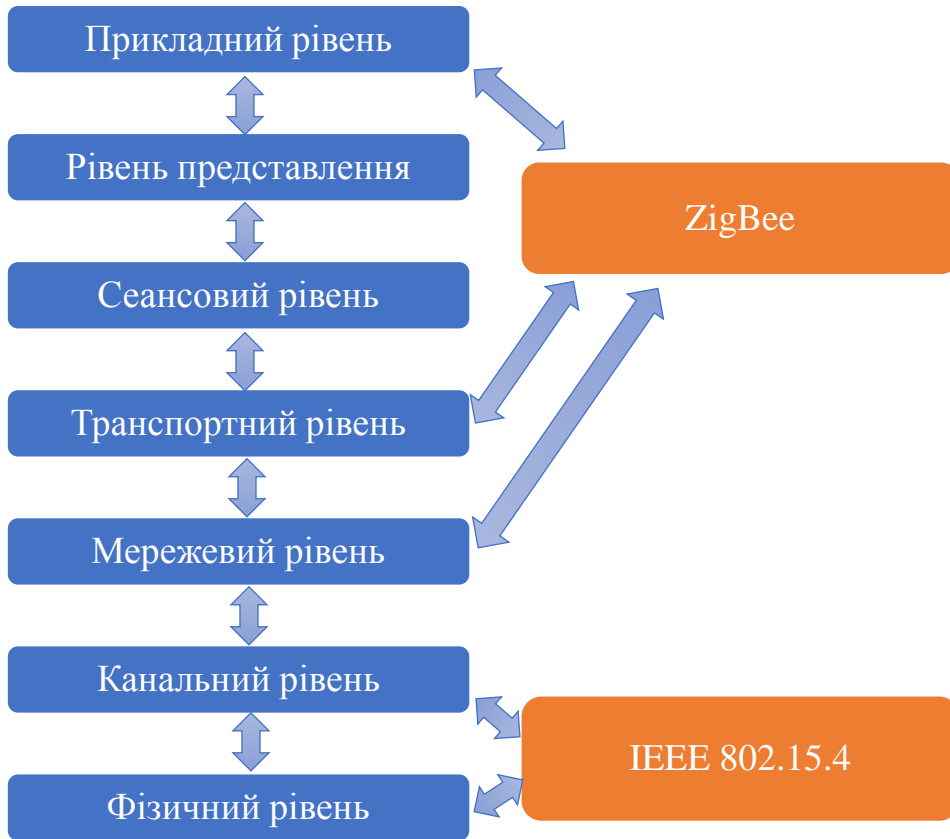 Прикладний рівень
Рівень представлення
ZigBee
Сеансовий рівень
Транспортний рівень
Мережевий рівень
Канальний рівень
IEEE 802.15.4
Фізичний рівень